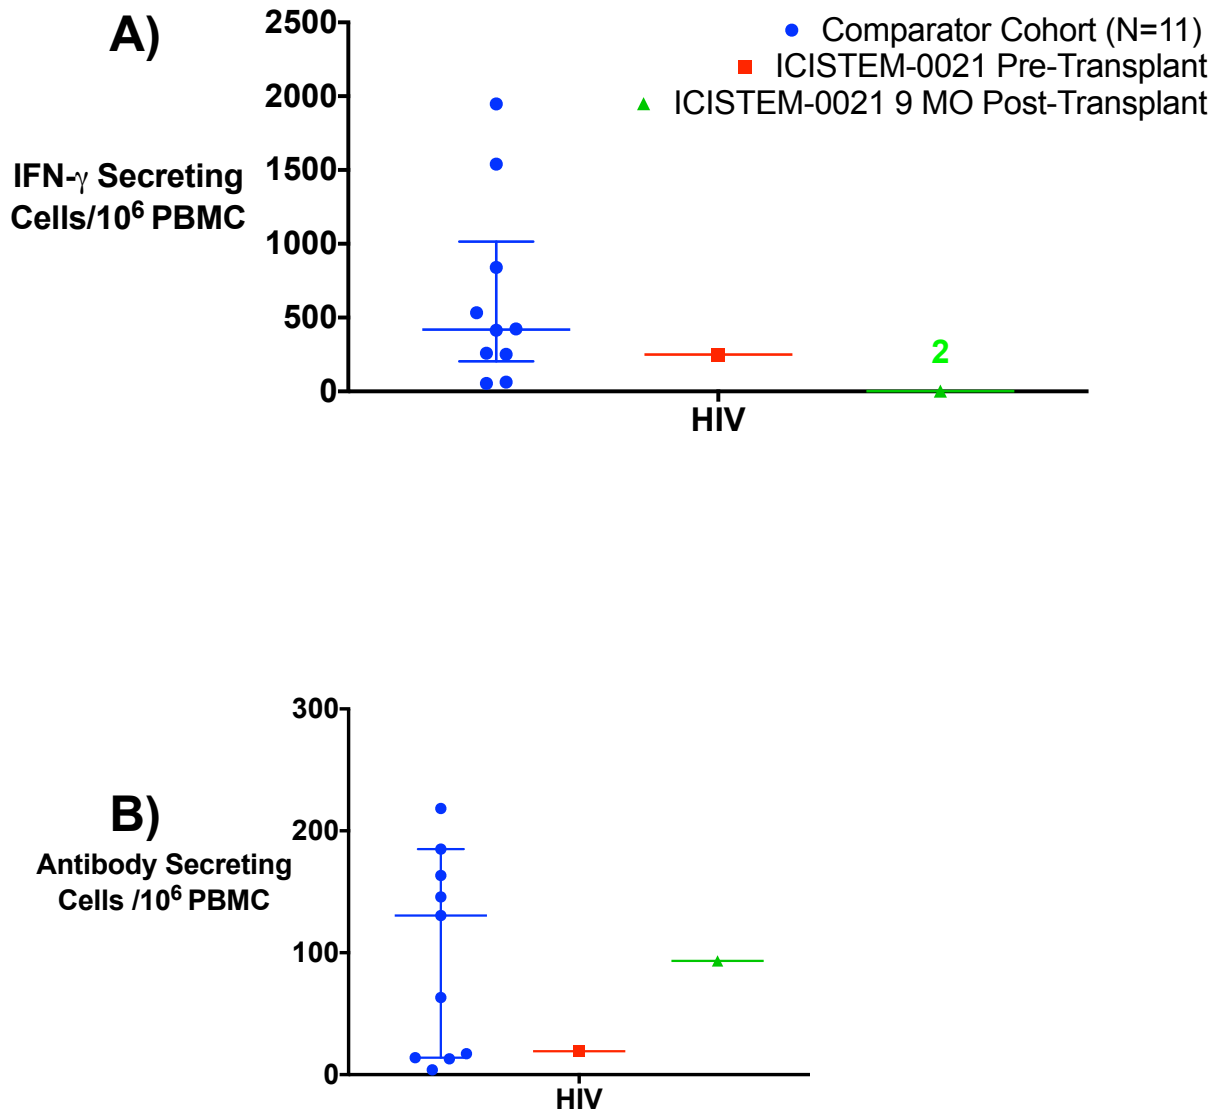 A)
2500
2000
1500
1000
500
0
IFN-γ Secreting
Cells/10⁶ PBMC
Comparator Cohort (N=11)
ICISTEM-0021 Pre-Transplant
ICISTEM-0021 9 MO Post-Transplant
2
HIV
B)
300
200
100
0
Antibody Secreting
Cells /10⁶ PBMC
HIV